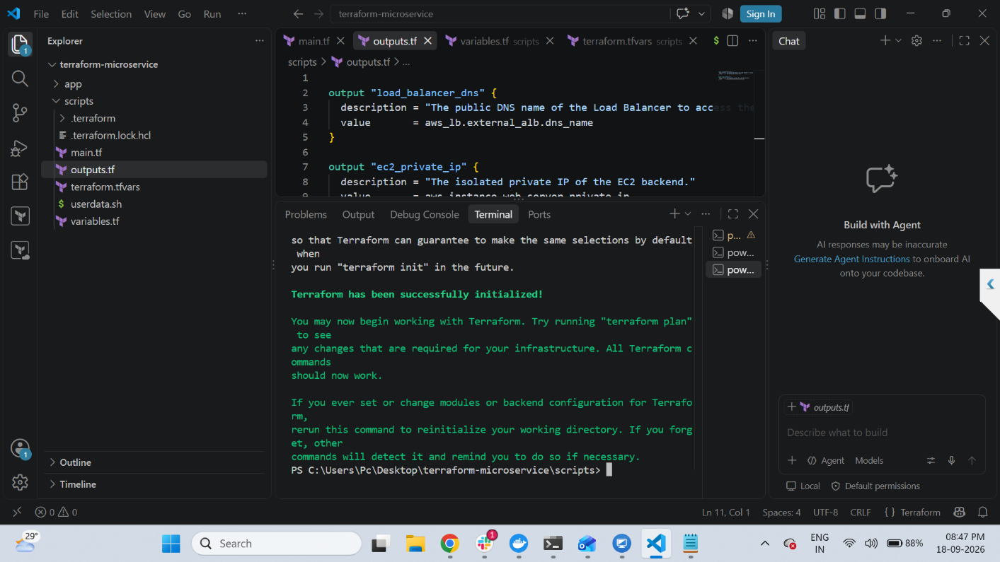 File Edit Selection View Go Run ···
terraform-microservice
Sign In
Explorer
terraform-microservice
app
scripts
.terraform
.terraform.lock.hcl
main.tf
outputs.tf
terraform.tfvars
userdata.sh
variables.tf
Outline
Timeline
main.tf
outputs.tf
variables.tf scripts
terraform.tfvars scripts
scripts > outputs.tf > ...
1
2 output "load_balancer_dns" {
3 description = "The public DNS name of the Load Balancer to access the
4 value = aws_lb.external_alb.dns_name
5 }
6
7 output "ec2_private_ip" {
8 description = "The isolated private IP of the EC2 backend."
9 value = aws_instance.web_server.private_ip
Problems Output Debug Console Terminal Ports
so that Terraform can guarantee to make the same selections by default
when
you run "terraform init" in the future.
Terraform has been successfully initialized!
You may now begin working with Terraform. Try running "terraform plan"
to see
any changes that are required for your infrastructure. All Terraform c
ommands
should now work.
If you ever set or change modules or backend configuration for Terrafo
rm,
rerun this command to reinitialize your working directory. If you forg
et, other
commands will detect it and remind you to do so if necessary.
PS C:\Users\Pc\Desktop\terraform-microservice\scripts>
p...
pow...
pow...
Chat
Build with Agent
AI responses may be inaccurate
Generate Agent Instructions to onboard AI
onto your codebase.
outputs.tf
Describe what to build
Agent Models
Local Default permissions
1
1
0 0
Ln 11, Col 1 Spaces: 4 UTF-8 CRLF { } Terraform
29°
Search
1
ENG
IN
88%
08:47 PM
18-09-2026